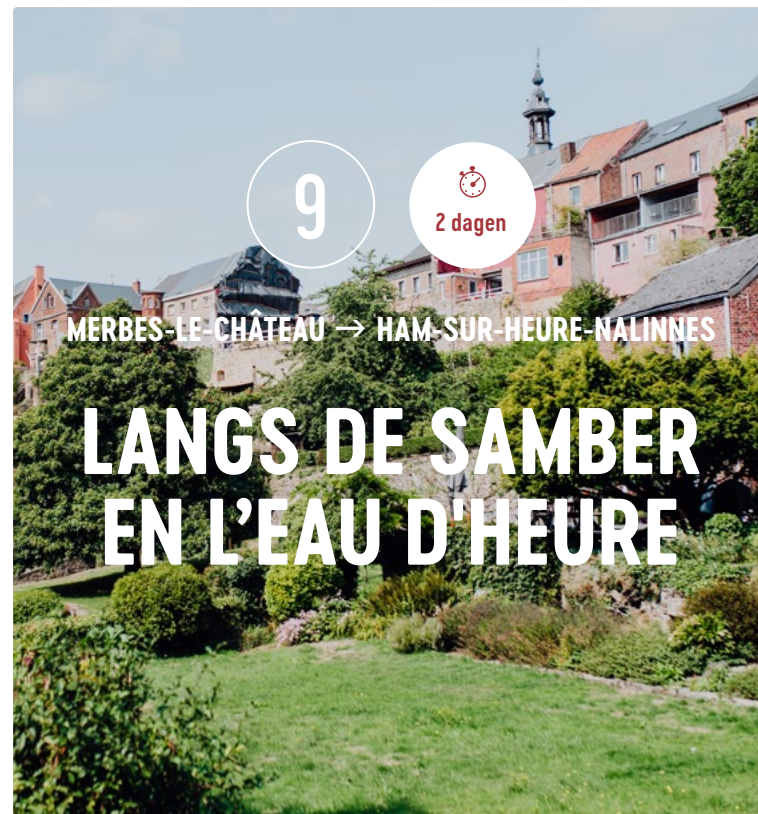 9
2 dagen
MERBES-LE-CHÂTEAU → HAM-SUR-HEURE-NALINNES
LANGS DE SAMBER
EN L’EAU D'HEURE